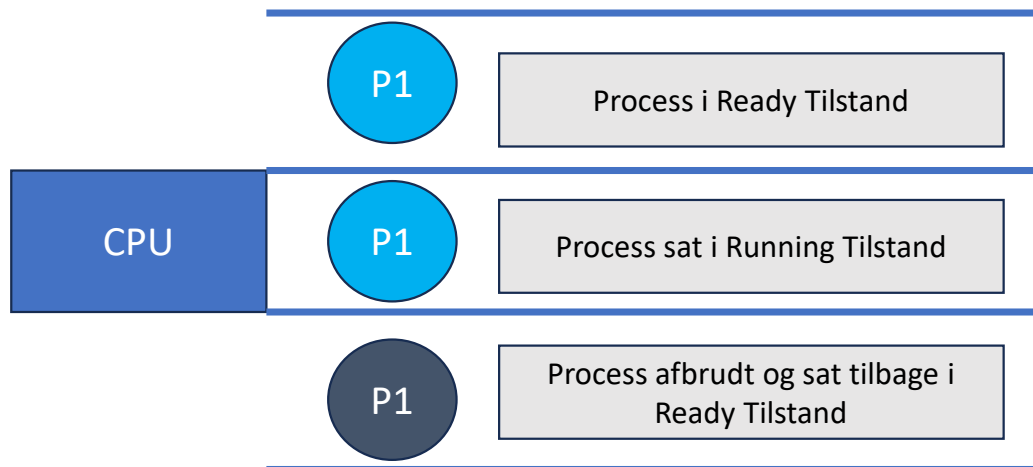 P1
Process i Ready Tilstand
CPU
P1
Process sat i Running Tilstand
P1
Process afbrudt og sat tilbage i
Ready Tilstand